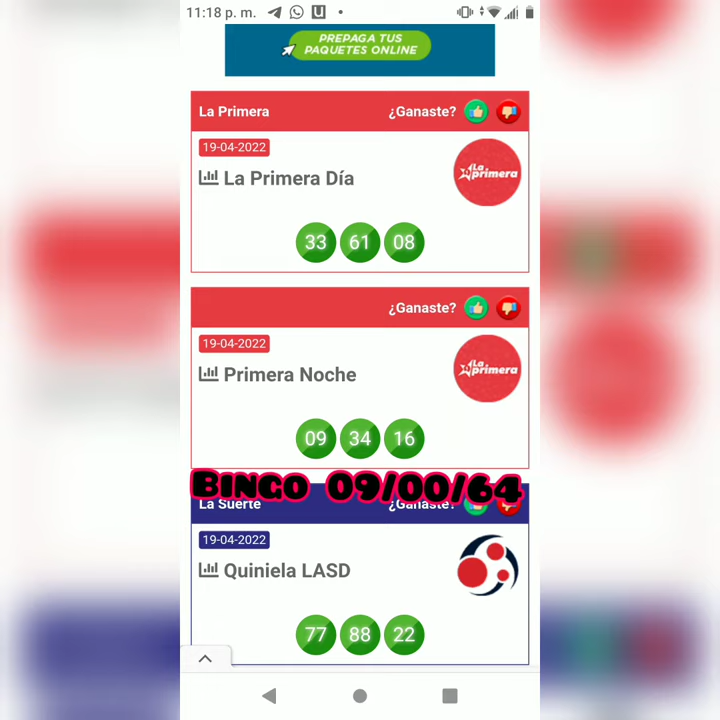 11:18 p. m.
PREPAGA TUS
PAQUETES ONLINE
La Primera ¿Ganaste?
19-04-2022
La Primera Día
La primera
33 61 08
¿Ganaste?
19-04-2022
Primera Noche
La primera
09 34 16
BINGO 09/00/64
La Suerte ¿Ganaste?
19-04-2022
Quiniela LASD
77 88 22